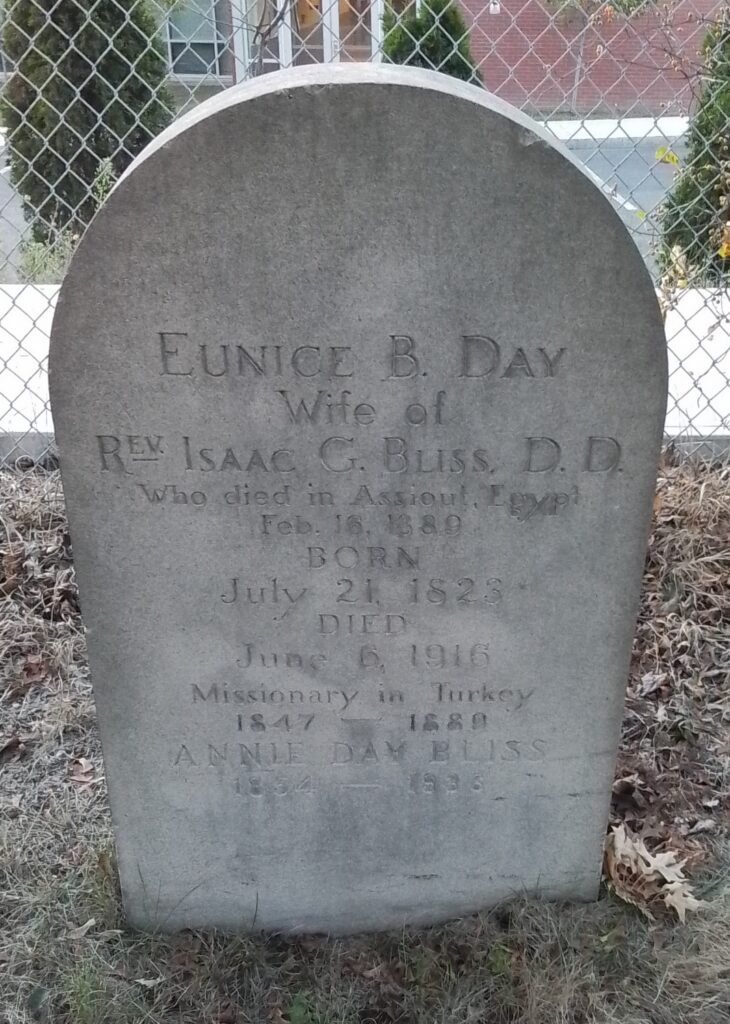 EUNICE B. DAY
Wife of
REV. ISAAC G. BLISS, D. D.
Who died in Assiout, Egypt
Feb. 16, 1889
BORN
July 21, 1823
DIED
June 6, 1916
Missionary in Turkey
1847 — 1889
ANNIE DAY BLISS
1854 —